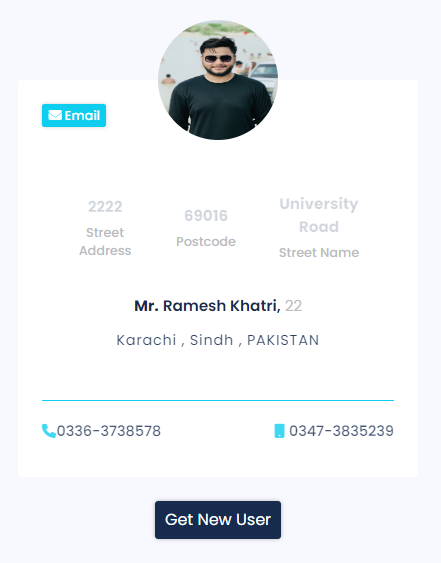 Email
2222
Street
Address
69016
Postcode
University
Road
Street Name
Mr. Ramesh Khatri, 22
Karachi , Sindh , PAKISTAN
0336-3738578
0347-3835239
Get New User